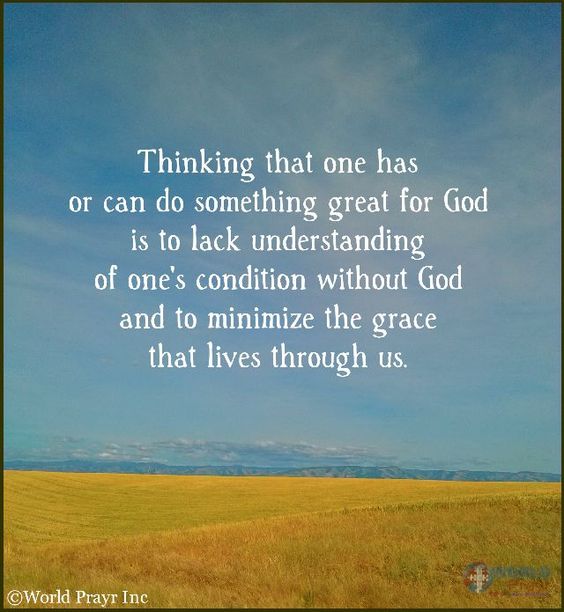 Thinking that one has
or can do something great for God
is to lack understanding
of one's condition without God
and to minimize the grace
that lives through us.
©World Prayr Inc